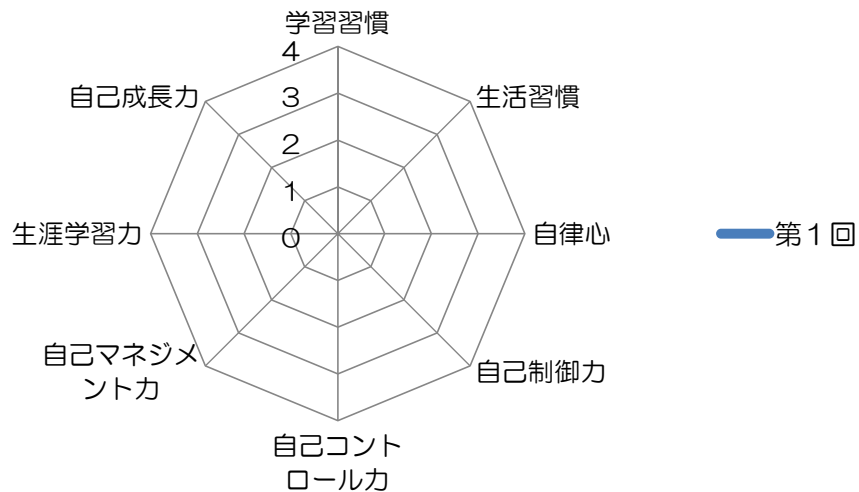 学習習慣
4
3
2
1
0
生活習慣
自律心
自己制御力
自己コント
ロール力
自己マネジメ
ント力
生涯学習力
自己成長力
第１回